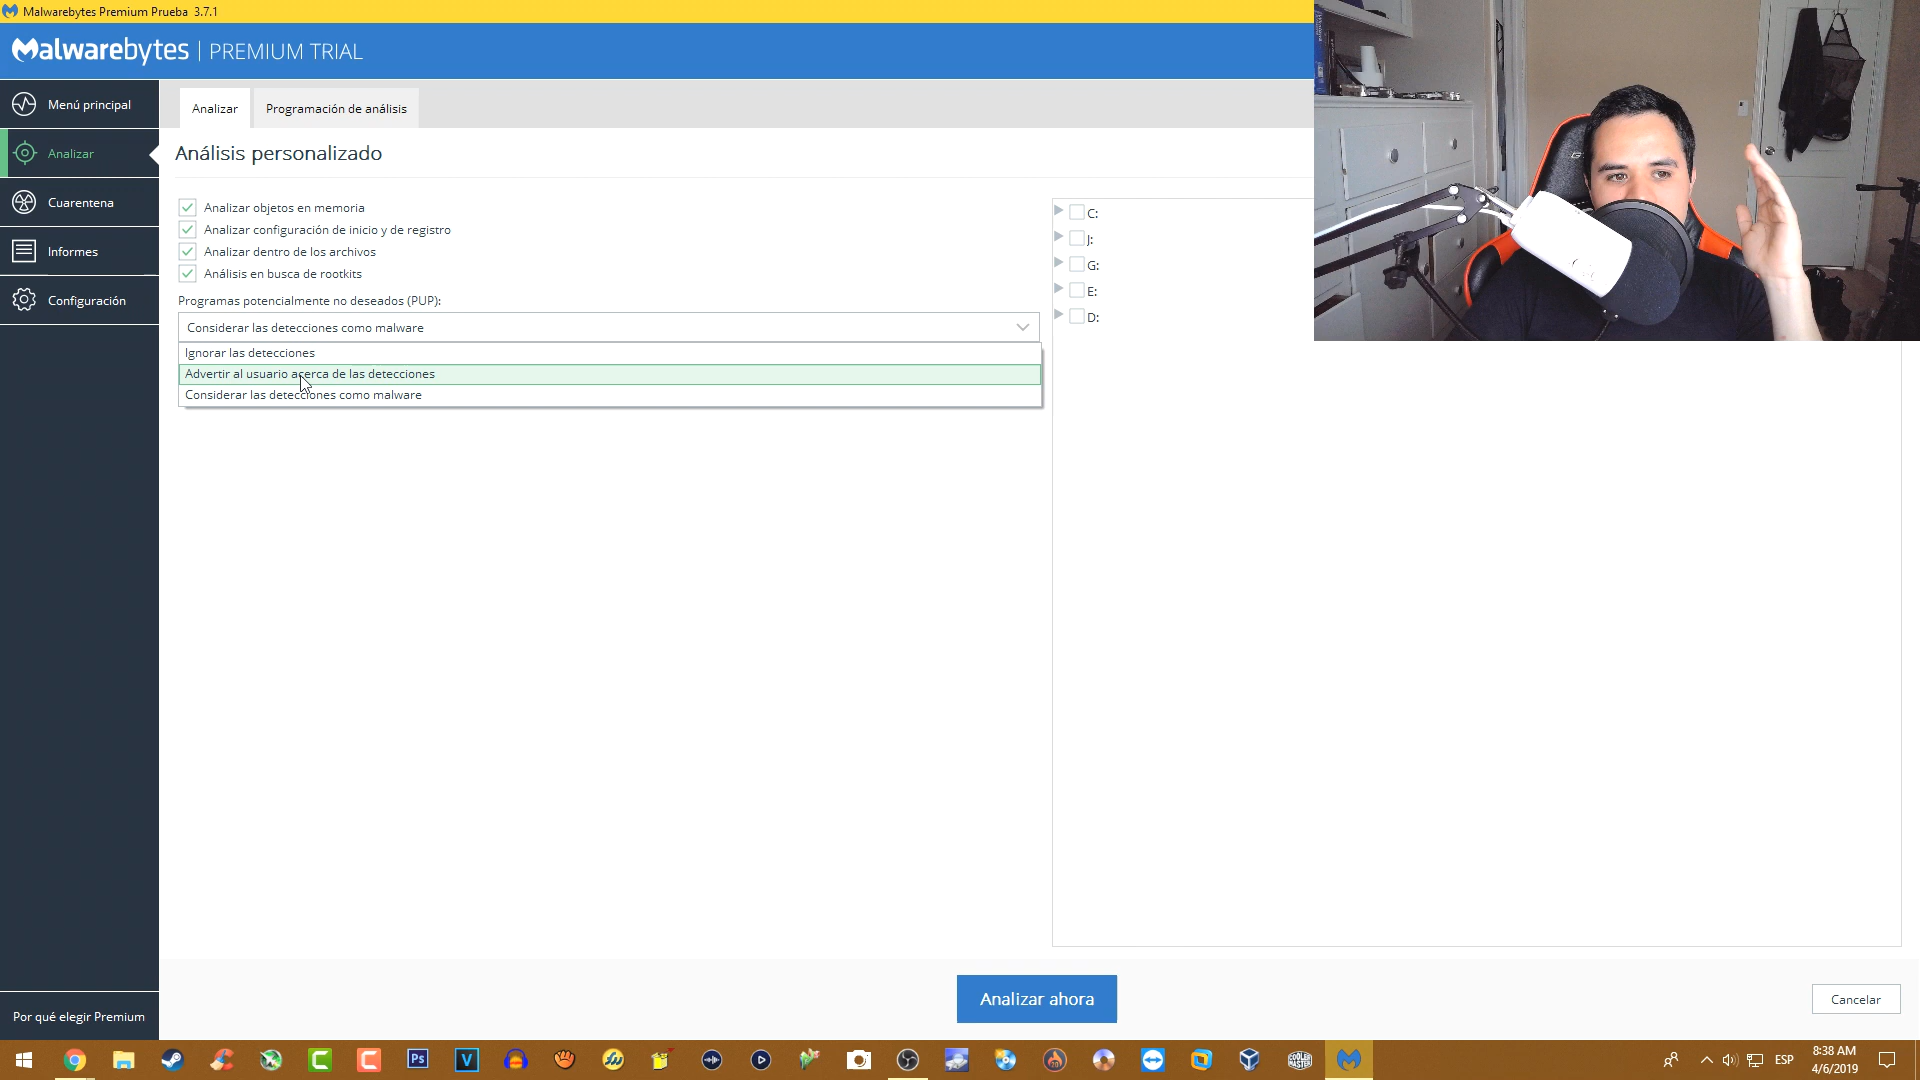 Malwarebytes Premium Prueba 3.7.1
Malwarebytes | PREMIUM TRIAL
Menú principal
Analizar
Cuarentena
Informes
Configuración
Por qué elegir Premium
Analizar
Programación de análisis
Análisis personalizado
Analizar objetos en memoria
Analizar configuración de inicio y de registro
Analizar dentro de los archivos
Análisis en busca de rootkits
Programas potencialmente no deseados (PUP):
Considerar las detecciones como malware
Ignorar las detecciones
Advertir al usuario acerca de las detecciones
Considerar las detecciones como malware
C:
J:
G:
E:
D:
Analizar ahora
Cancelar
Ps
V
COOLER MASTER
ESP
8:38 AM
4/6/2019